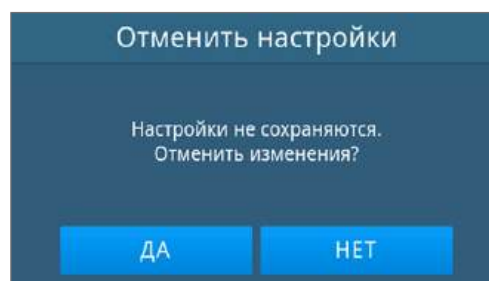 Отменить настройки
Настройки не сохраняются.
Отменить изменения?
ДА
НЕТ